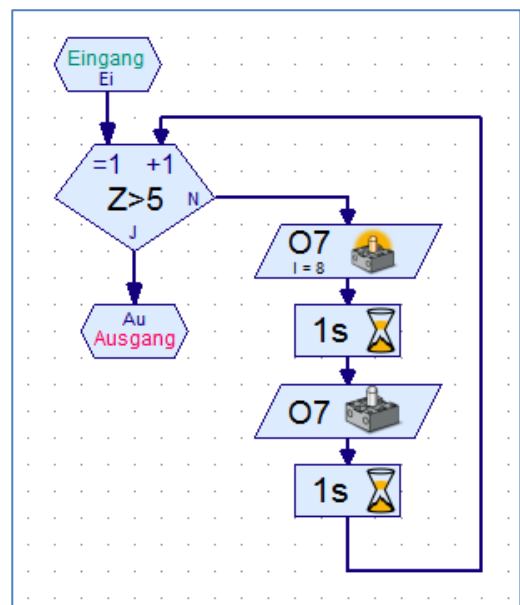 Eingang
Ei
=1 +1
Z>5
N
J
Au
Ausgang
O7
I = 8
1s
O7
1s